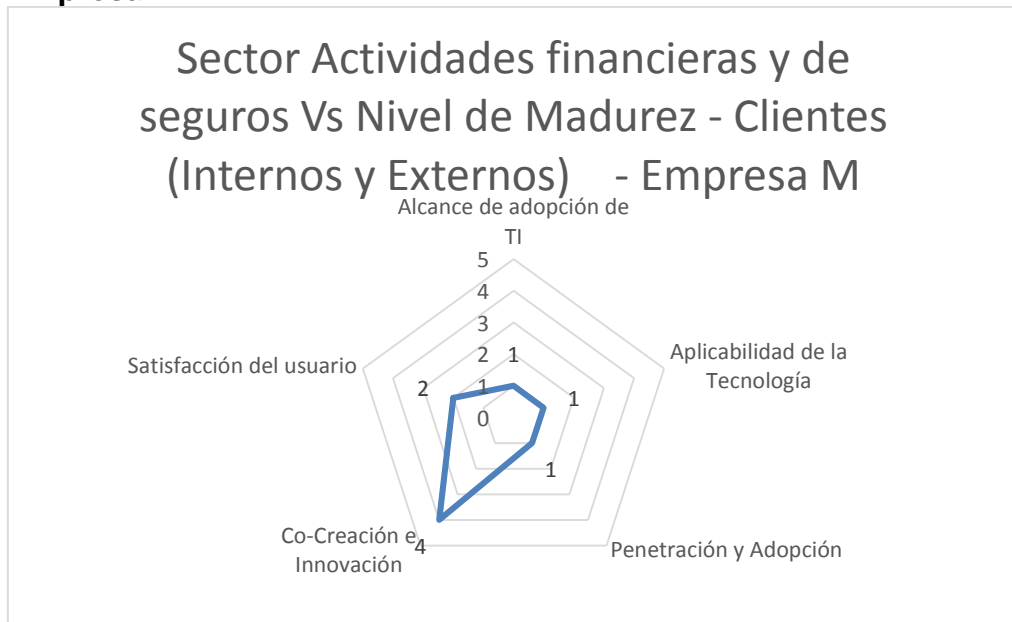 Sector Actividades financieras y de
seguros Vs Nivel de Madurez - Clientes
(Internos y Externos) - Empresa M
Alcance de adopción de
TI
5
4
3
2
1
0
1
Aplicabilidad de la
Tecnología
1
Penetración y Adopción
1
Co-Creación e
Innovación
4
Satisfacción del usuario
2